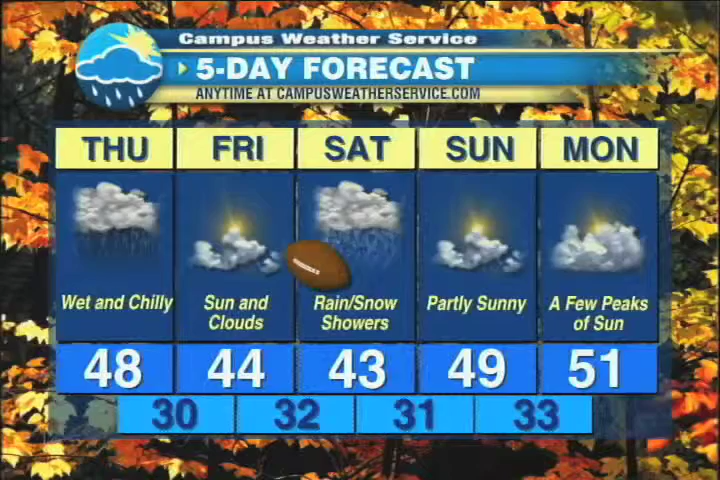 Campus Weather Service
5-DAY FORECAST
ANYTIME AT CAMPUSWEATHERSERVICE.COM
THU FRI SAT SUN MON
Wet and Chilly
Sun and
Clouds
Rain/Snow
Showers
Partly Sunny
A Few Peaks
of Sun
48 44 43 49 51
30 32 31 33